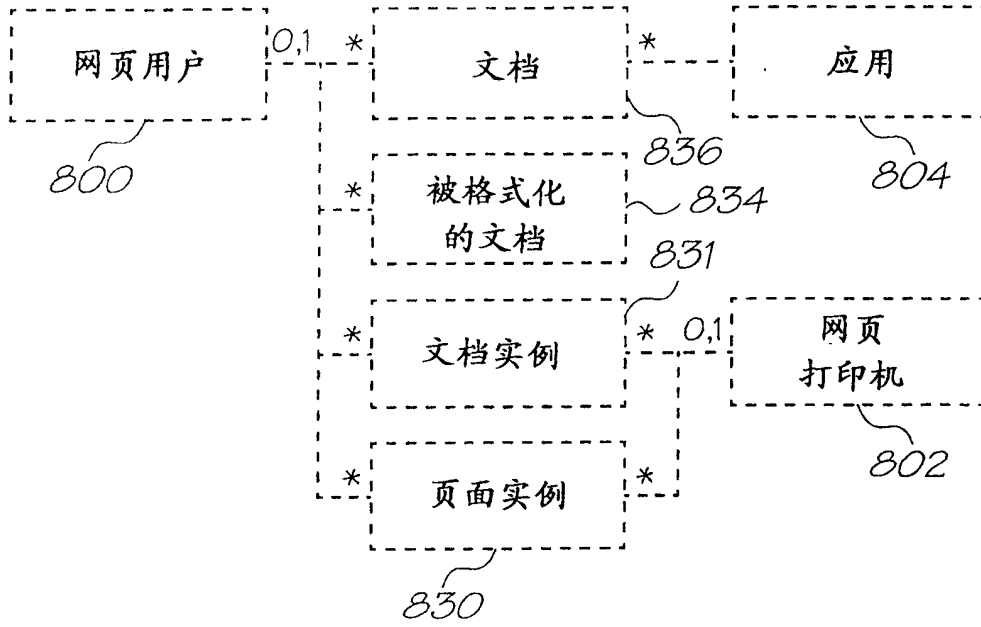 网页用户
0,1
*
文档
*
应用
800
836
804
*
被格式化
的文档
834
831
*
文档实例
*
0,1
网页
打印机
802
*
页面实例
*
830